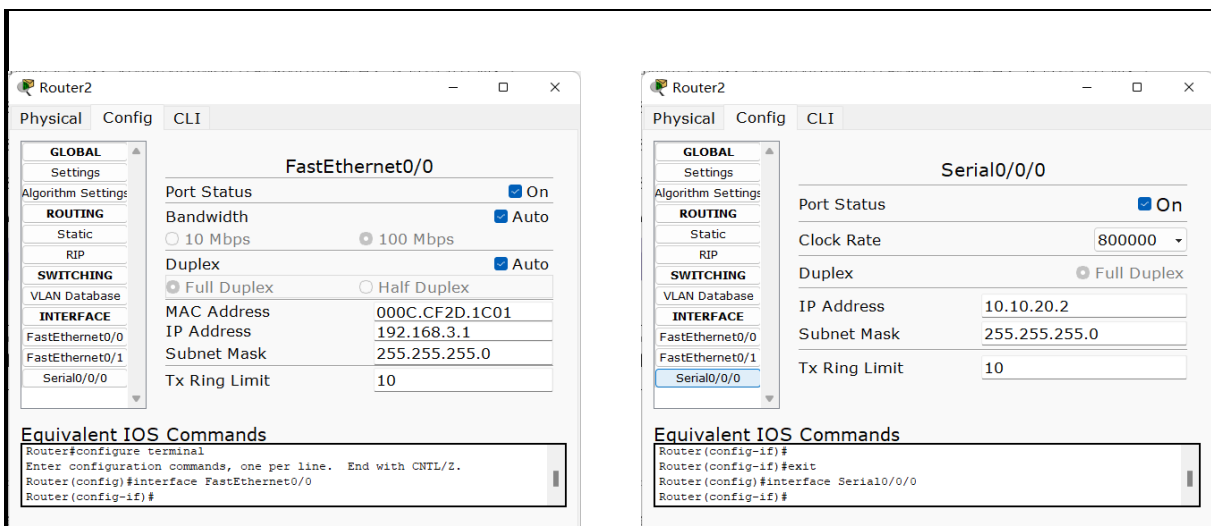 Router2
Physical Config CLI
GLOBAL
Settings
Algorithm Settings
ROUTING
Static
RIP
SWITCHING
VLAN Database
INTERFACE
FastEthernet0/0
FastEthernet0/1
Serial0/0/0
FastEthernet0/0
Port Status On
Bandwidth Auto
10 Mbps 100 Mbps
Duplex Auto
Full Duplex Half Duplex
MAC Address 000C.CF2D.1C01
IP Address 192.168.3.1
Subnet Mask 255.255.255.0
Tx Ring Limit 10
Equivalent IOS Commands
Router#configure terminal
Enter configuration commands, one per line. End with CNTL/Z.
Router(config)#interface FastEthernet0/0
Router(config-if)#
Router2
Physical Config CLI
GLOBAL
Settings
Algorithm Settings
ROUTING
Static
RIP
SWITCHING
VLAN Database
INTERFACE
FastEthernet0/0
FastEthernet0/1
Serial0/0/0
Serial0/0/0
Port Status On
Clock Rate 800000
Duplex Full Duplex
IP Address 10.10.20.2
Subnet Mask 255.255.255.0
Tx Ring Limit 10
Equivalent IOS Commands
Router(config-if)#
Router(config-if)#exit
Router(config)#interface Serial0/0/0
Router(config-if)#